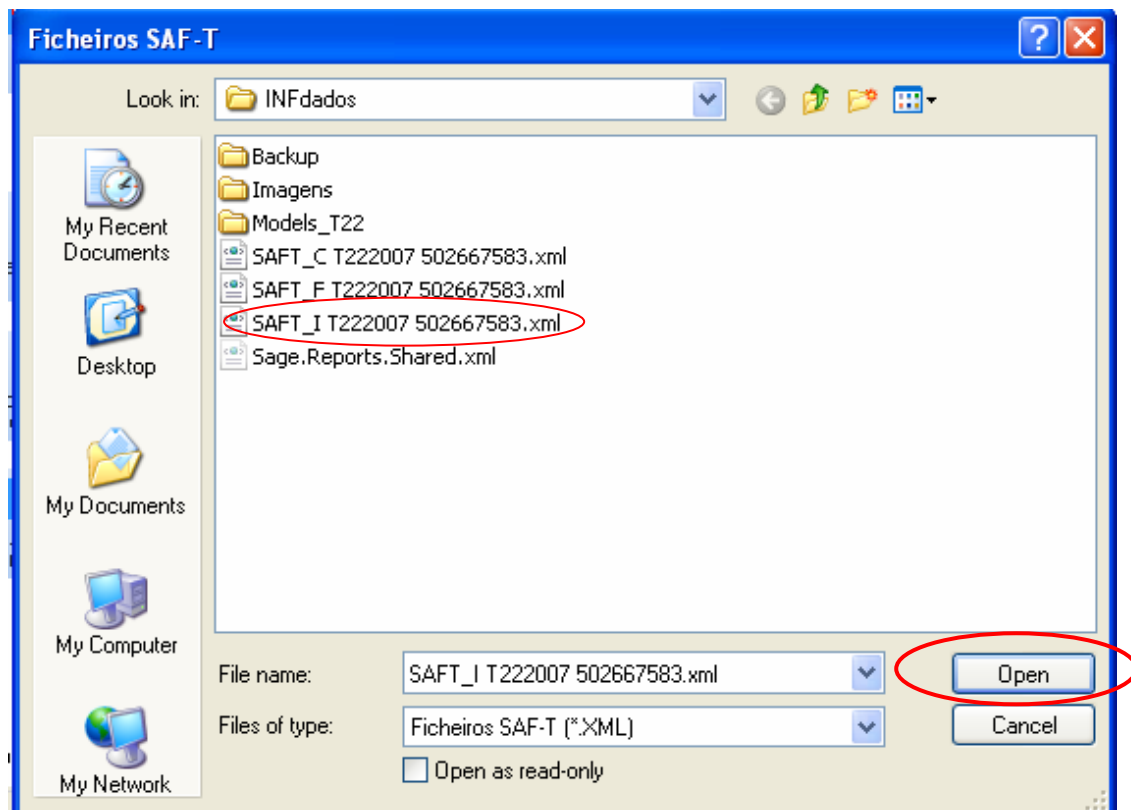 Ficheiros SAF-T
Look in: INFdados
My Recent
Documents
Desktop
My Documents
My Computer
My Network
Backup
Imagens
Models_T22
SAFT_C T222007 502667583.xml
SAFT_F T222007 502667583.xml
SAFT_I T222007 502667583.xml
Sage.Reports.Shared.xml
File name: SAFT_I T222007 502667583.xml Open
Files of type: Ficheiros SAF-T (*.XML) Cancel
Open as read-only